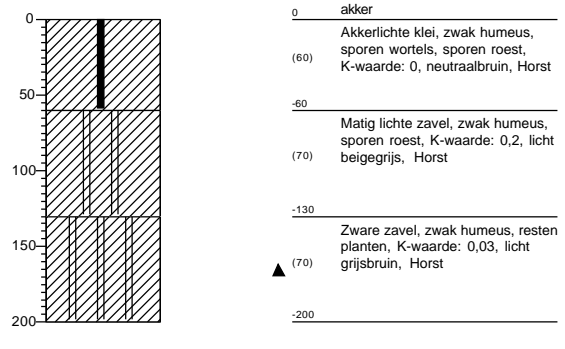 0
50
100
150
200
0 akker
Akkerlichte klei, zwak humeus,
sporen wortels, sporen roest,
(60)
K-waarde: 0, neutraalbruin, Horst
-60
Matig lichte zavel, zwak humeus,
sporen roest, K-waarde: 0,2, licht
(70)
beigegrijs, Horst
-130
Zware zavel, zwak humeus, resten
planten, K-waarde: 0,03, licht
(70)
grijsbruin, Horst
-200